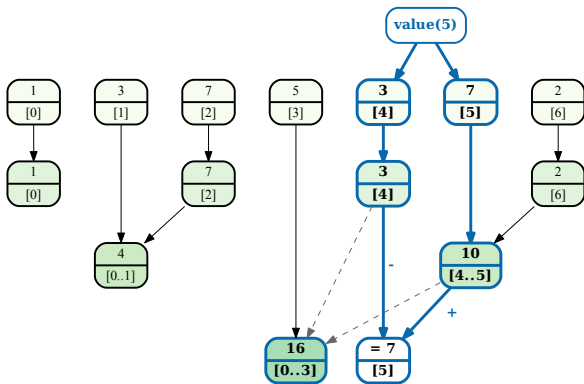 value(5)
1 3 7 5 3 7 2
[0] [1] [2] [3] [4] [5] [6]
1 7 3 2
[0] [2] [4] [6]
4 10
[0..1] [4..5]
- +
16 = 7
[0..3] [5]